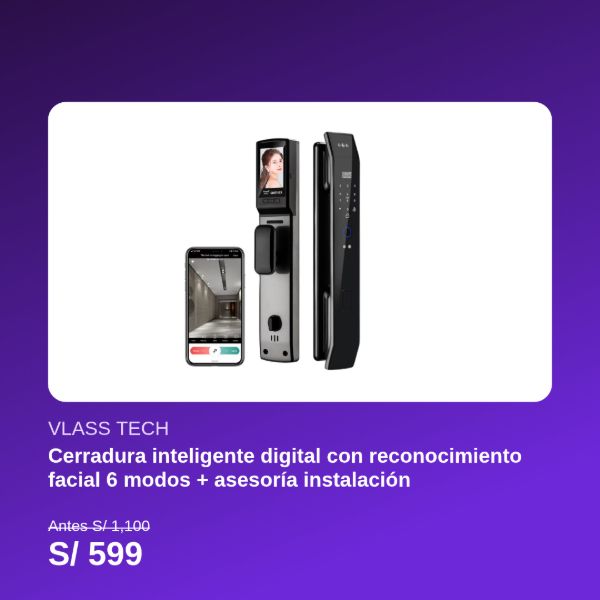 VLASS TECH
Cerradura inteligente digital con reconocimiento
facial 6 modos + asesoría instalación
Antes S/ 1,100
S/ 599